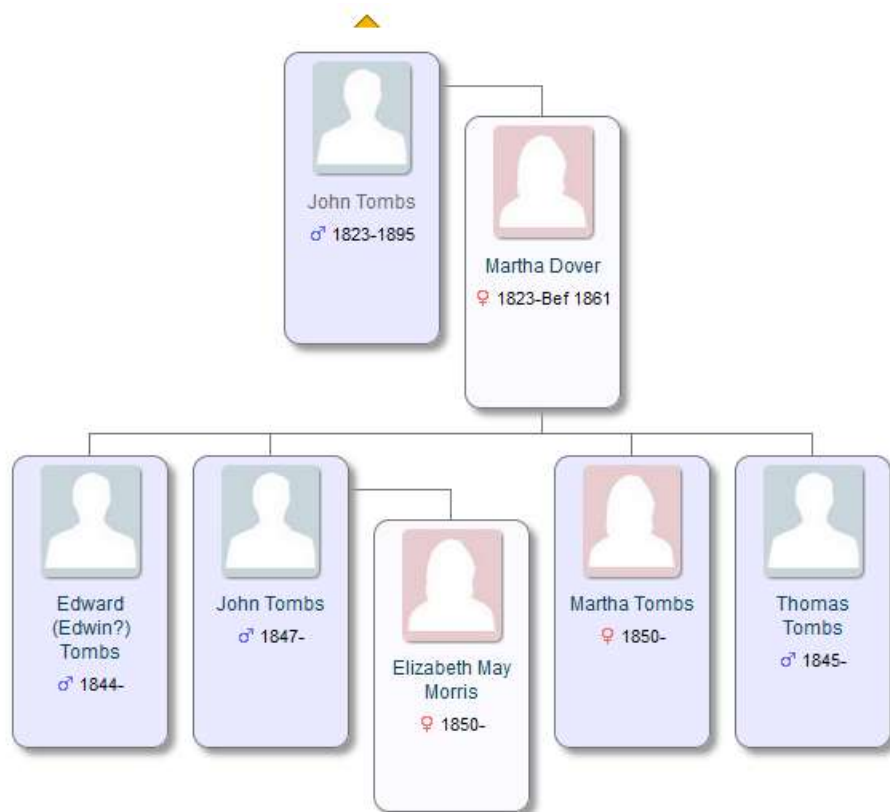 John Tombs
♂ 1823-1895
Martha Dover
♀ 1823-Bef 1861
Edward
(Edwin?)
Tombs
♂ 1844-
John Tombs
♂ 1847-
Elizabeth May
Morris
♀ 1850-
Martha Tombs
♀ 1850-
Thomas
Tombs
♂ 1845-